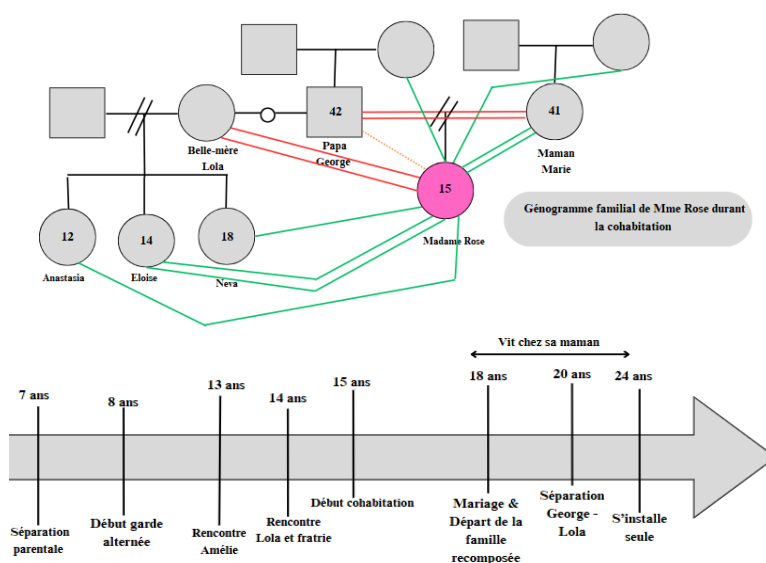 42
Papa
George
41
Maman
Marie
Belle-mère
Lola
15
Madame Rose
Génogramme familial de Mme Rose durant
la cohabitation
12
Anastasia
14
Eloise
18
Neva
Vit chez sa maman
7 ans
8 ans
13 ans
14 ans
15 ans
18 ans
20 ans
24 ans
Séparation
parentale
Début garde
alternée
Rencontre
Amélie
Rencontre
Lola et fratrie
Début cohabitation
Mariage &
Départ de la
famille
recomposée
Séparation
George -
Lola
S'installe
seule